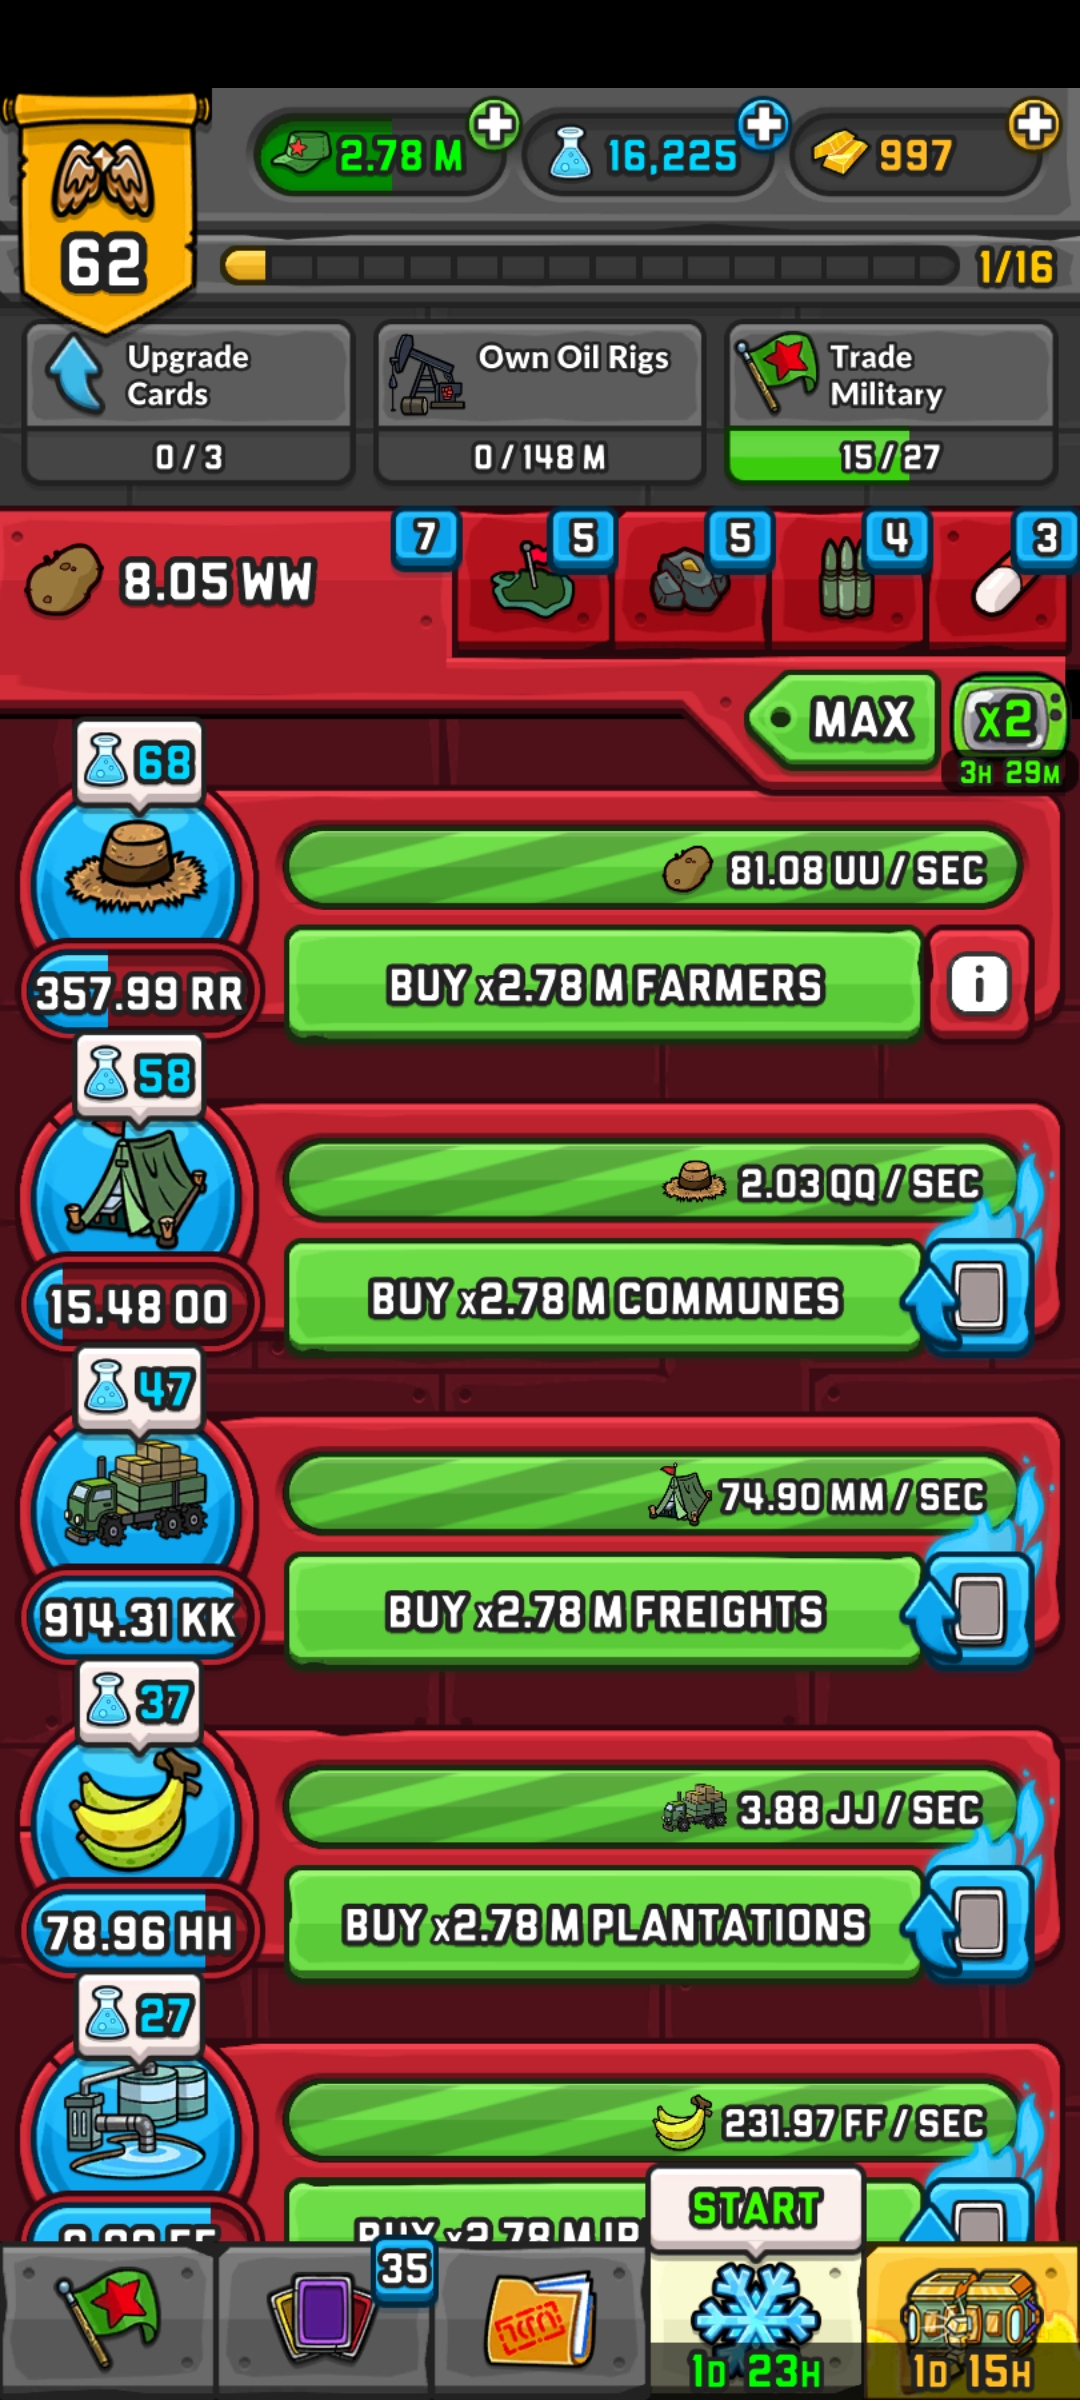 2.78 M
16,225
997
62
1/16
Upgrade
Cards
0/3
Own Oil Rigs
0/148 M
Trade
Military
15/27
8.05 WW
7
5
5
4
3
MAX
x2
3H 29M
68
81.08 UU / SEC
357.99 RR
BUY x2.78 M FARMERS
i
58
2.03 QQ / SEC
15.48 OO
BUY x2.78 M COMMUNES
47
74.90 MM / SEC
914.31 KK
BUY x2.78 M FREIGHTS
37
3.88 JJ / SEC
78.96 HH
BUY x2.78 M PLANTATIONS
27
231.97 FF / SEC
BUY x2.78 M
START
35
1D 23H
1D 15H